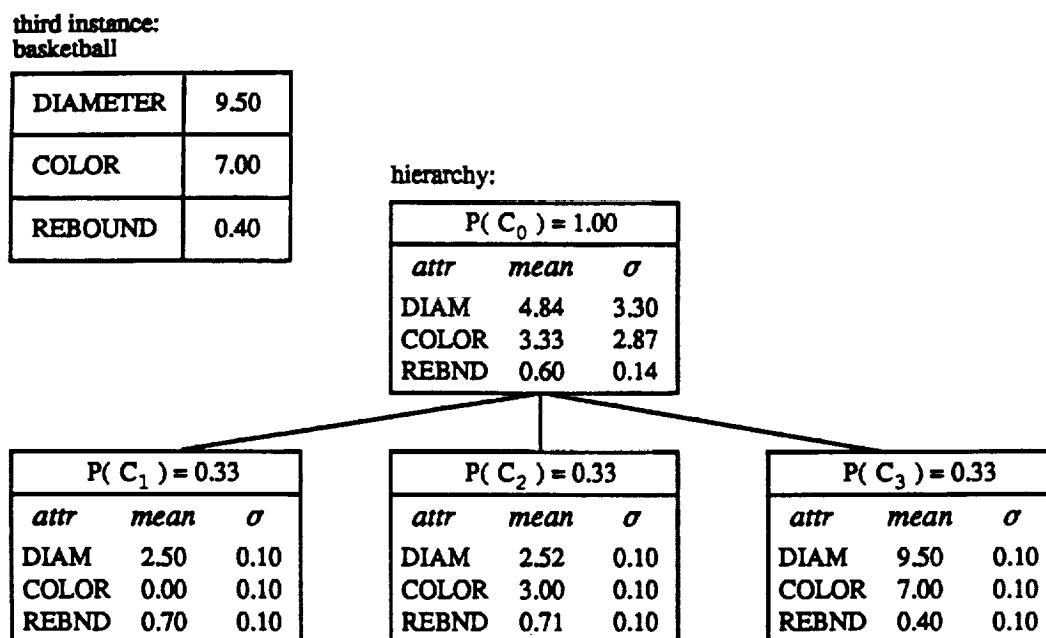 third instance:
basketball
DIAMETER 9.50
COLOR 7.00
REBOUND 0.40
hierarchy:
P( C₀ ) = 1.00
attr mean σ
DIAM 4.84 3.30
COLOR 3.33 2.87
REBND 0.60 0.14
P( C₁ ) = 0.33
attr mean σ
DIAM 2.50 0.10
COLOR 0.00 0.10
REBND 0.70 0.10
P( C₂ ) = 0.33
attr mean σ
DIAM 2.52 0.10
COLOR 3.00 0.10
REBND 0.71 0.10
P( C₃ ) = 0.33
attr mean σ
DIAM 9.50 0.10
COLOR 7.00 0.10
REBND 0.40 0.10